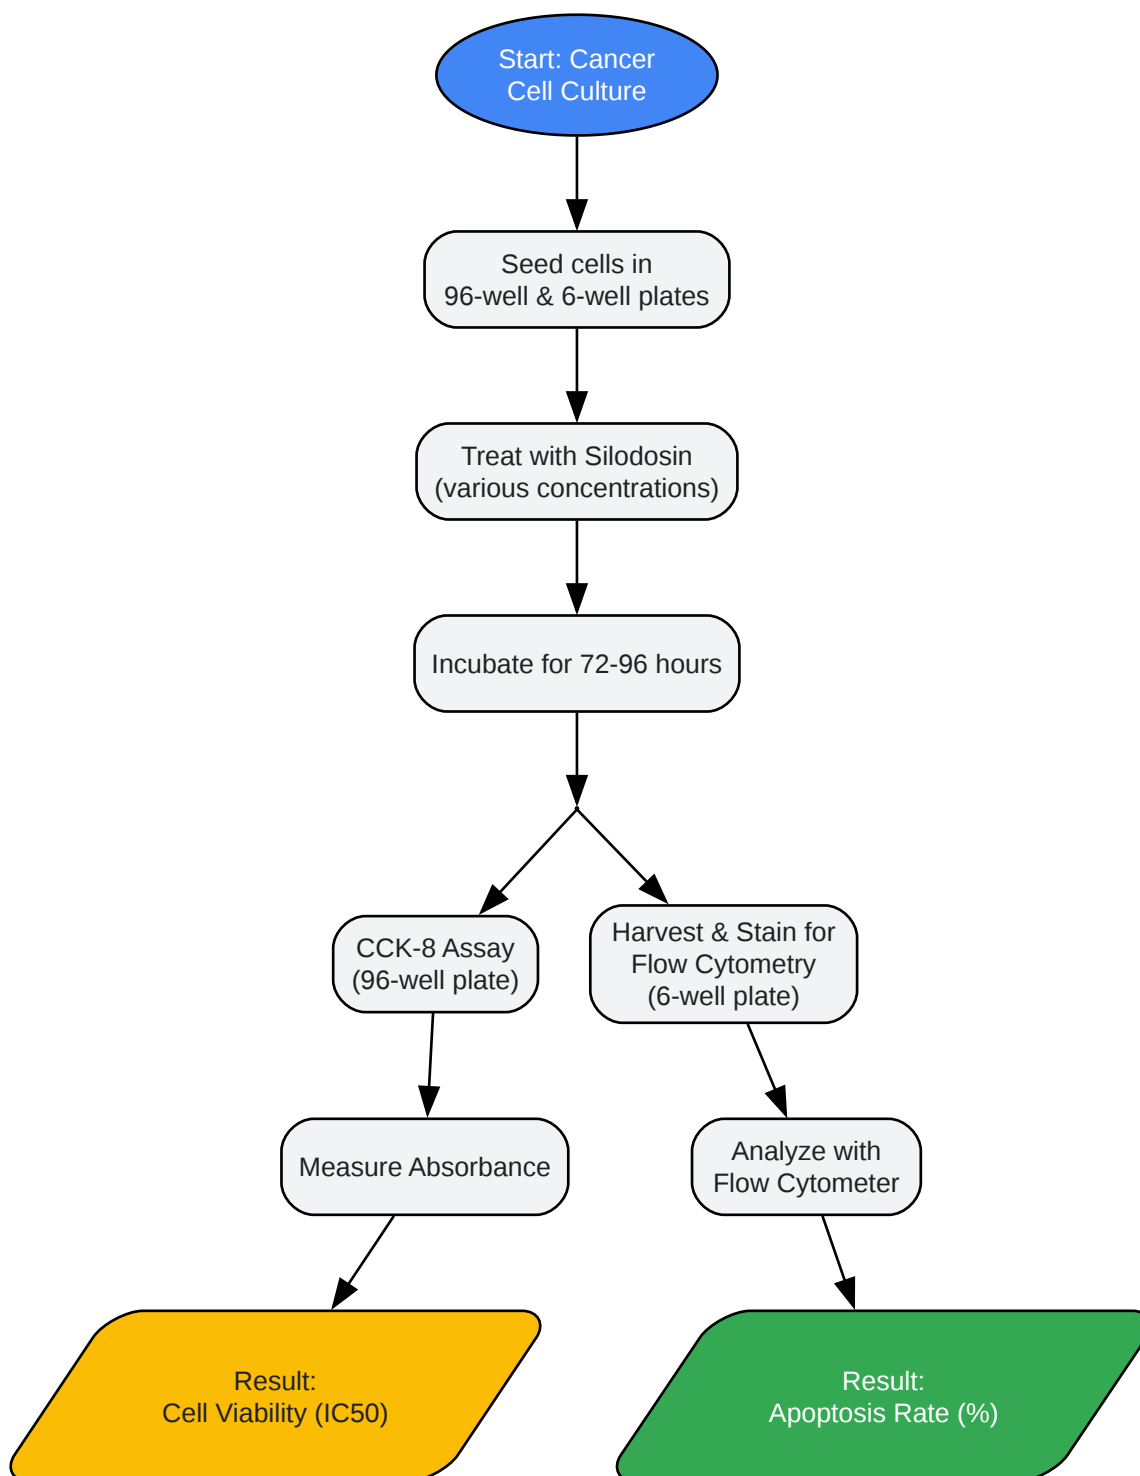 Start: Cancer
Cell Culture
Seed cells in
96-well & 6-well plates
Treat with Silodosin
(various concentrations)
Incubate for 72-96 hours
CCK-8 Assay
(96-well plate)
Harvest & Stain for
Flow Cytometry
(6-well plate)
Measure Absorbance
Analyze with
Flow Cytometer
Result:
Cell Viability (IC50)
Result:
Apoptosis Rate (%)